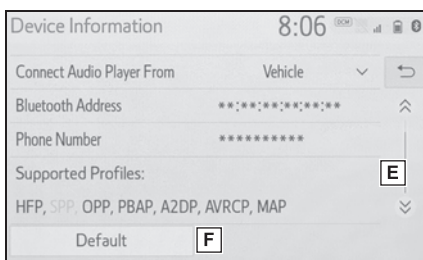 Device Information 8:06 DCM
Connect Audio Player From Vehicle
Bluetooth Address **:**:**:**:**:**
Phone Number **********
Supported Profiles:
E
HFP, SPP, OPP, PBAP, A2DP, AVRCP, MAP
Default F